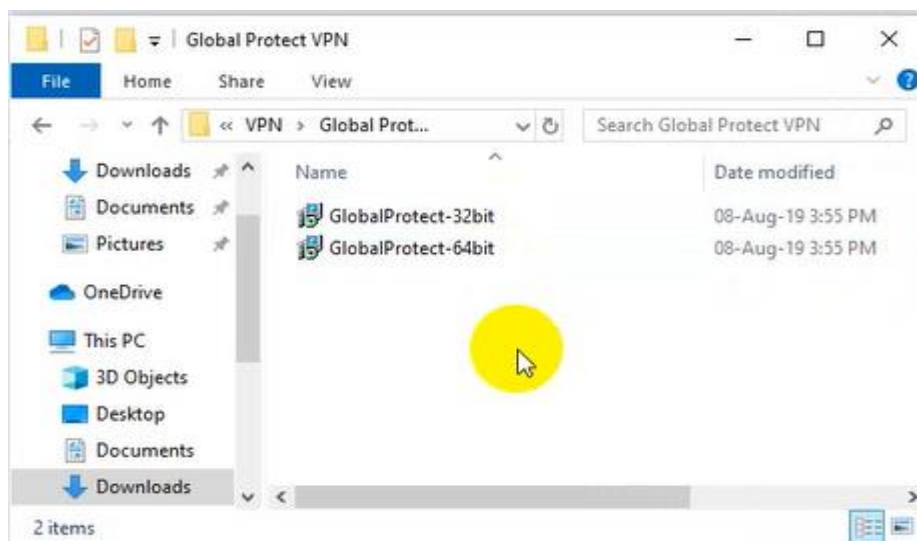 Global Protect VPN
File Home Share View
« VPN > Global Prot... Search Global Protect VPN
Name Date modified
Downloads
Documents
Pictures
OneDrive
This PC
3D Objects
Desktop
Documents
Downloads
GlobalProtect-32bit 08-Aug-19 3:55 PM
GlobalProtect-64bit 08-Aug-19 3:55 PM
2 items